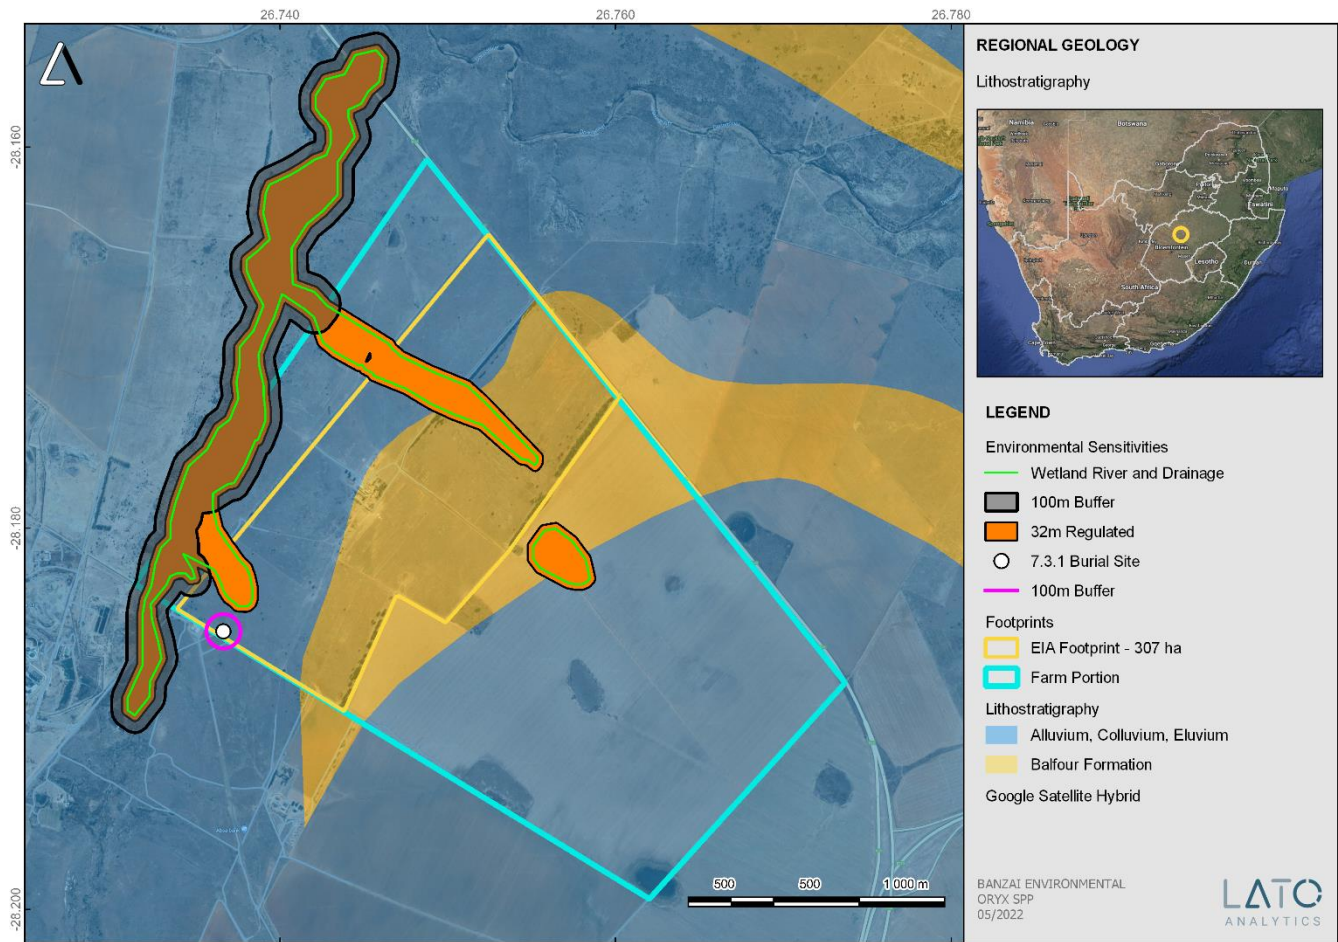 26.740
26.760
26.780
-28.160
-28.180
-28.200
500
500
1 000 m
REGIONAL GEOLOGY
Lithostratigraphy
Namibia
Botswana
Lesotho
South Africa
LEGEND
Environmental Sensitivities
Wetland River and Drainage
100m Buffer
32m Regulated
7.3.1 Burial Site
100m Buffer
Footprints
EIA Footprint - 307 ha
Farm Portion
Lithostratigraphy
Alluvium, Colluvium, Eluvium
Balfour Formation
Google Satellite Hybrid
BANZAI ENVIRONMENTAL
ORYX SPP
05/2022
LATO
ANALYTICS